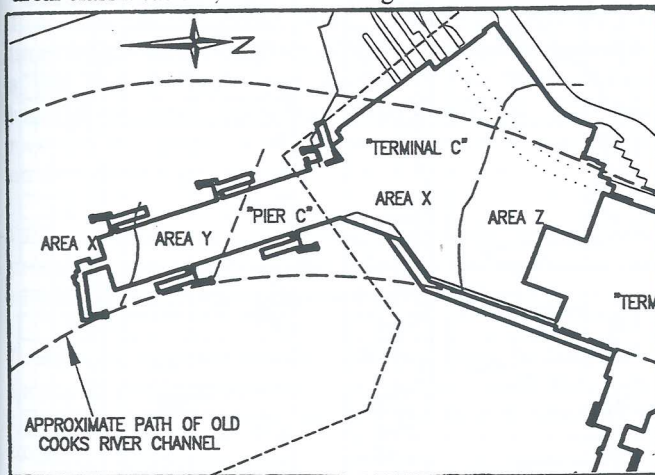 N
"TERMINAL C"
"PIER C"
AREA X
AREA X
AREA Y
AREA Z
"TERM
APPROXIMATE PATH OF OLD
COOKS RIVER CHANNEL